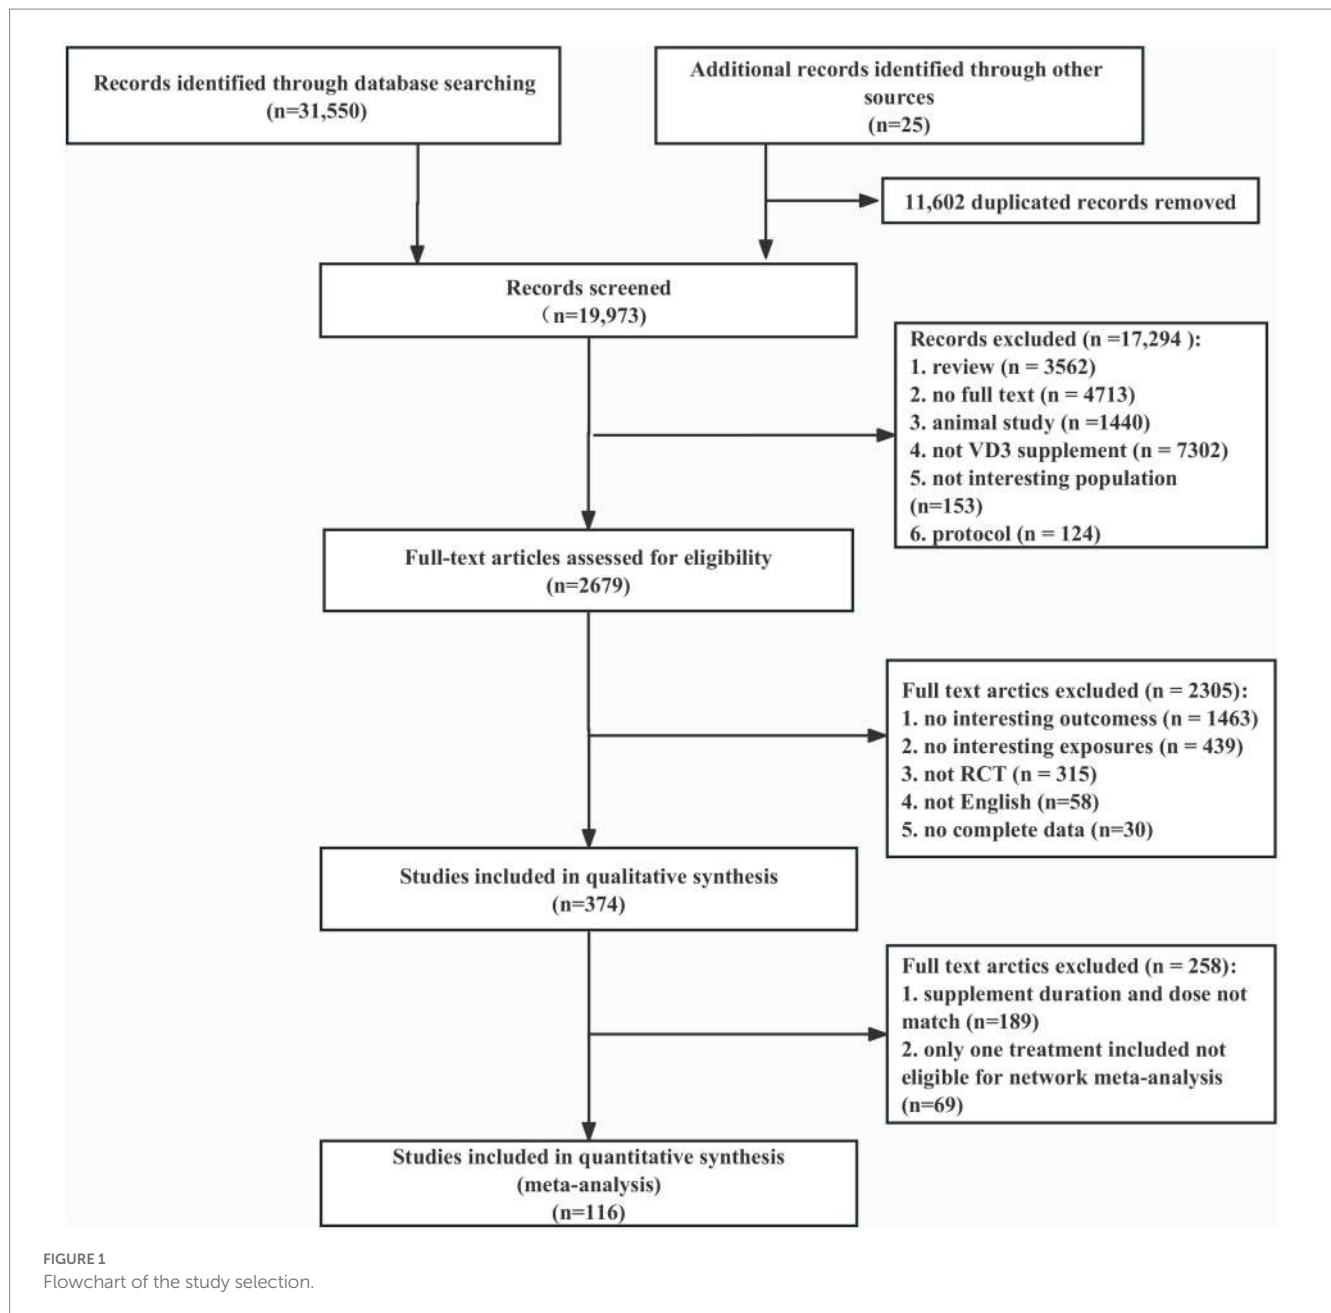 Records identified through database searching
(n=31,550)
Additional records identified through other
sources
(n=25)
11,602 duplicated records removed
Records screened
（n=19,973)
Records excluded (n =17,294 ):
1. review (n = 3562)
2. no full text (n = 4713)
3. animal study (n =1440)
4. not VD3 supplement (n = 7302)
5. not interesting population
(n=153)
6. protocol (n = 124)
Full-text articles assessed for eligibility
(n=2679)
Full text arctics excluded (n = 2305):
1. no interesting outcomess (n = 1463)
2. no interesting exposures (n = 439)
3. not RCT (n = 315)
4. not English (n=58)
5. no complete data (n=30)
Studies included in qualitative synthesis
(n=374)
Full text arctics excluded (n = 258):
1. supplement duration and dose not
match (n=189)
2. only one treatment included not
eligible for network meta-analysis
(n=69)
Studies included in quantitative synthesis
(meta-analysis)
(n=116)
FIGURE 1
Flowchart of the study selection.